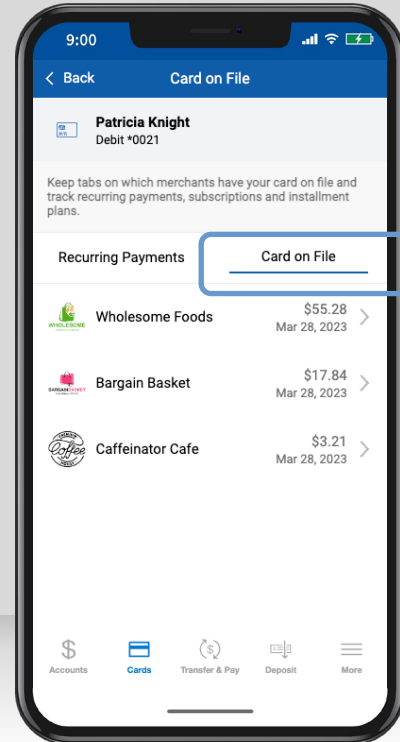 9:00
Back
Card on File
Patricia Knight
Debit *0021
Keep tabs on which merchants have your card on file and
track recurring payments, subscriptions and installment
plans.
Recurring Payments
Card on File
WHOLESOME
Wholesome Foods
$55.28
Mar 28, 2023
BARGAIN BASKET
Bargain Basket
$17.84
Mar 28, 2023
Coffee
Caffeinator Cafe
$3.21
Mar 28, 2023
Accounts
Cards
Transfer & Pay
Deposit
More